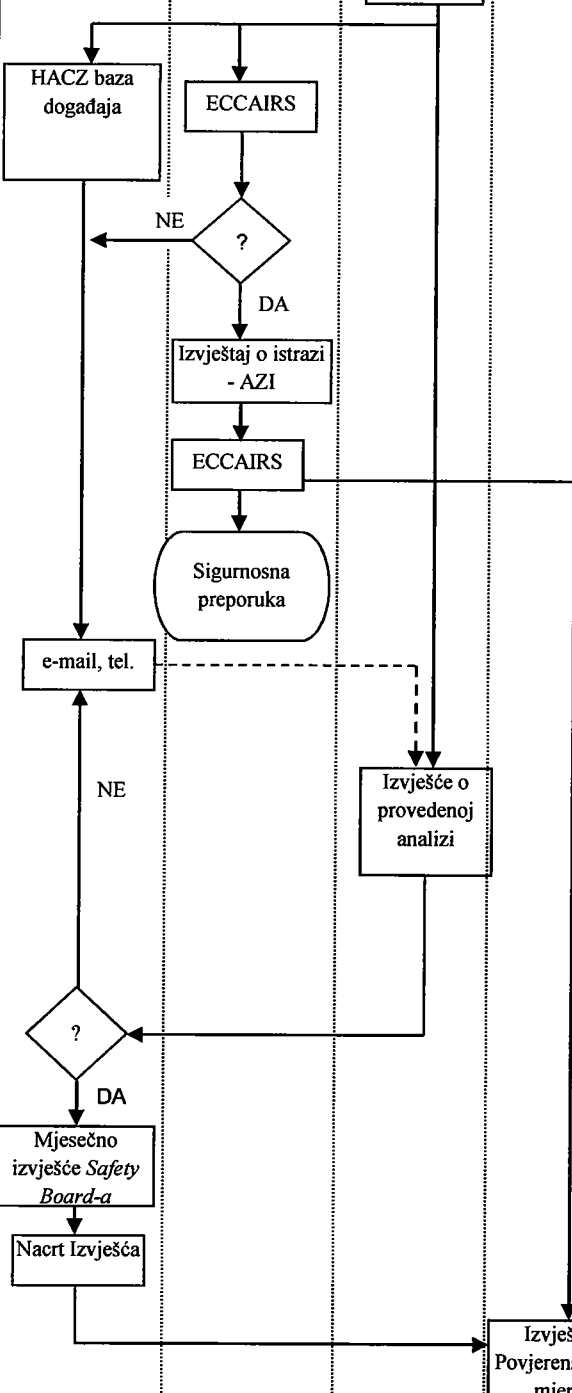 HACZ baza
događaja
ECCAIRS
NE
?
DA
Izvještaj o istrazi
- AZI
ECCAIRS
Sigurnosna
preporuka
e-mail, tel.
NE
Izvješće o
provedenoj
analizi
?
DA
Mjesečno
izvješće Safety
Board-a
Nacrt Izvješća